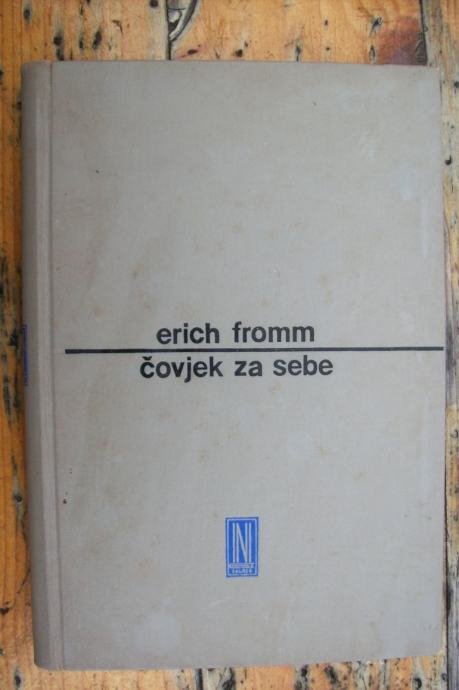 erich fromm
čovjek za sebe